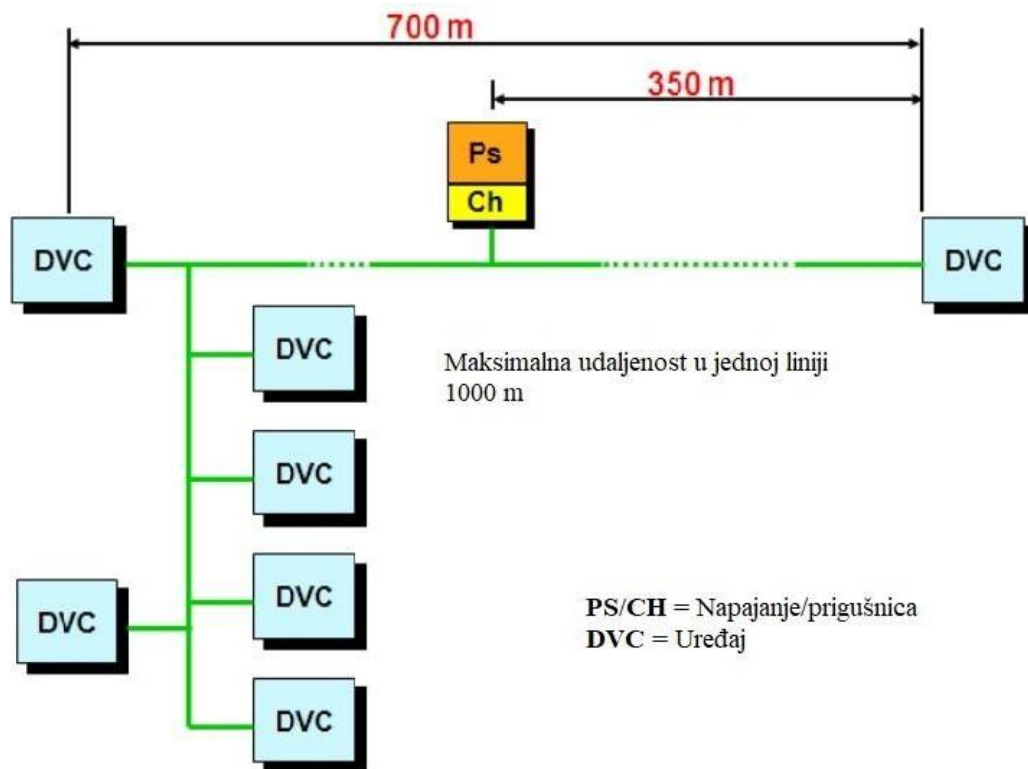 700 m
350 m
Ps
Ch
DVC
DVC
DVC
Maksimalna udaljenost u jednoj liniji
1000 m
DVC
DVC
DVC
PS/CH = Napajanje/prigušnica
DVC = Uređaj
DVC